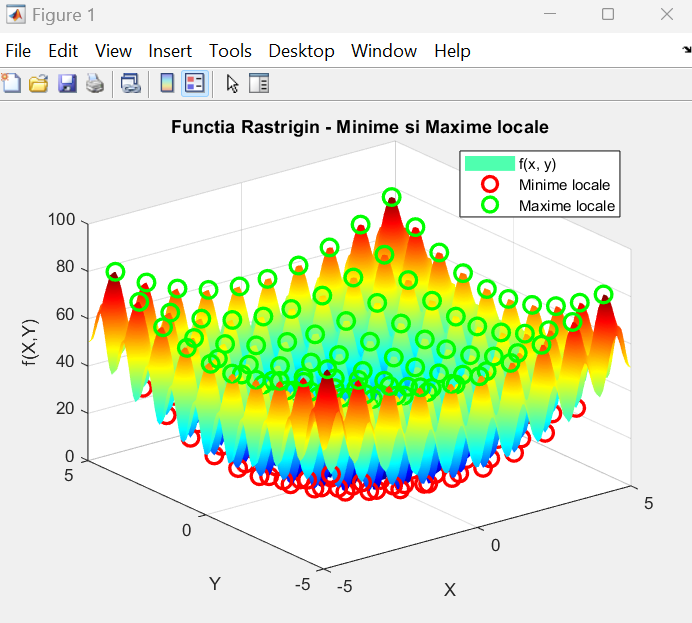 Figure 1
File Edit View Insert Tools Desktop Window Help
Functia Rastrigin - Minime si Maxime locale
f(x, y)
Minime locale
Maxime locale
100
80
60
40
20
0
f(X,Y)
5
0
-5
Y
-5
0
5
X